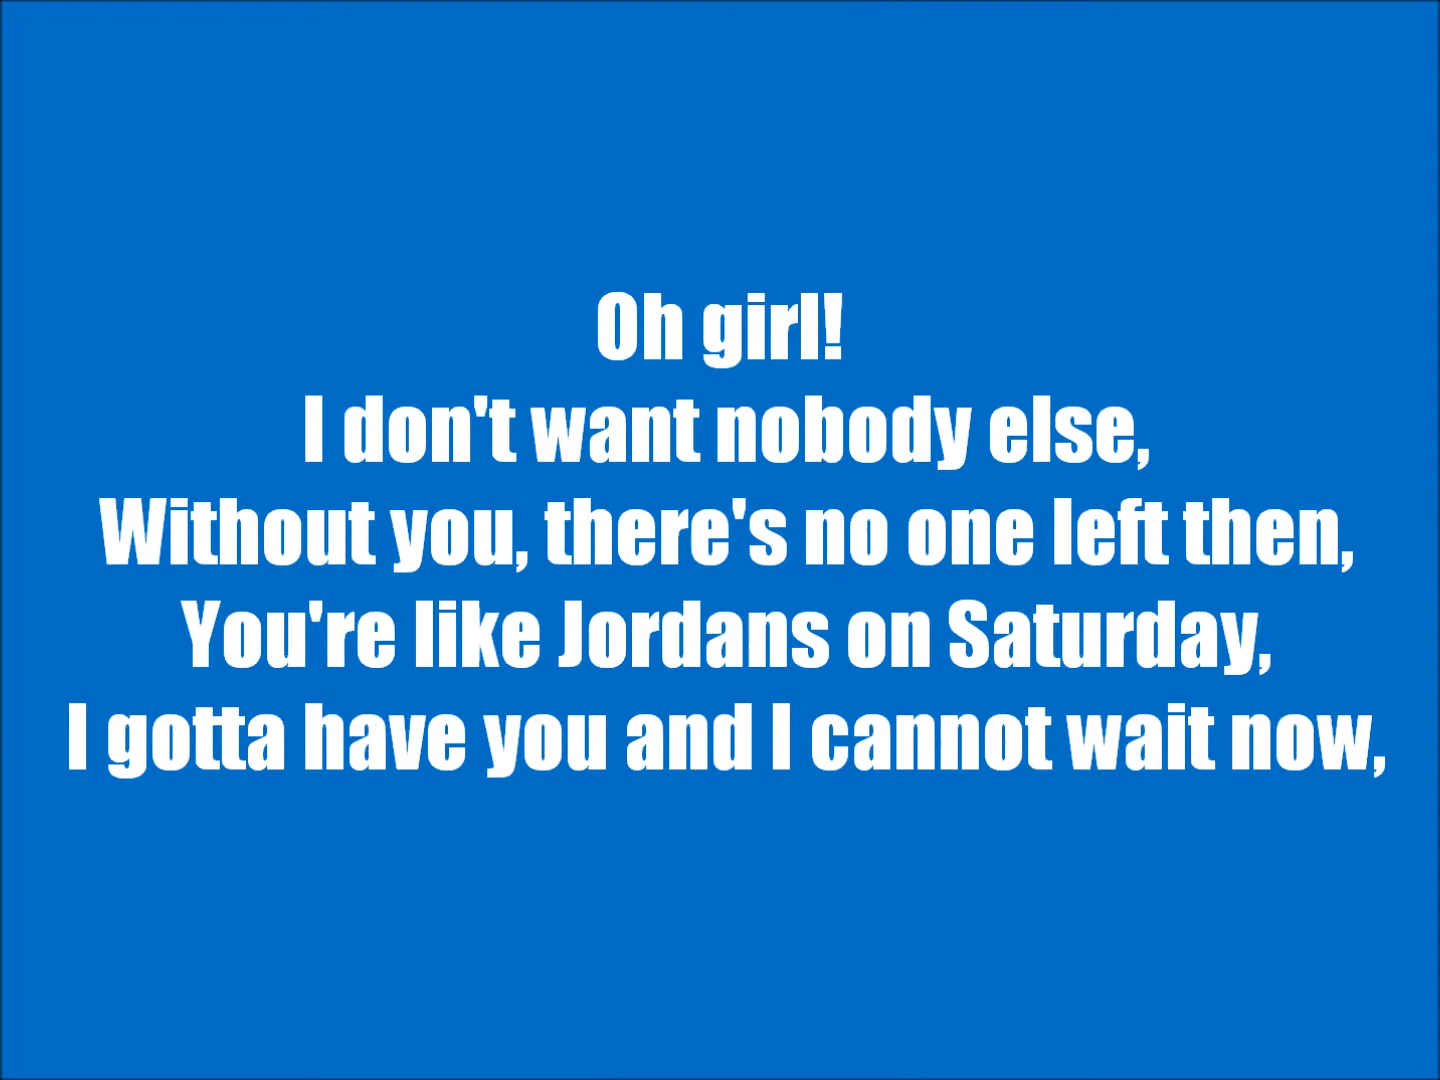 Oh girl!
I don't want nobody else,
Without you, there's no one left then,
You're like Jordans on Saturday,
I gotta have you and I cannot wait now,